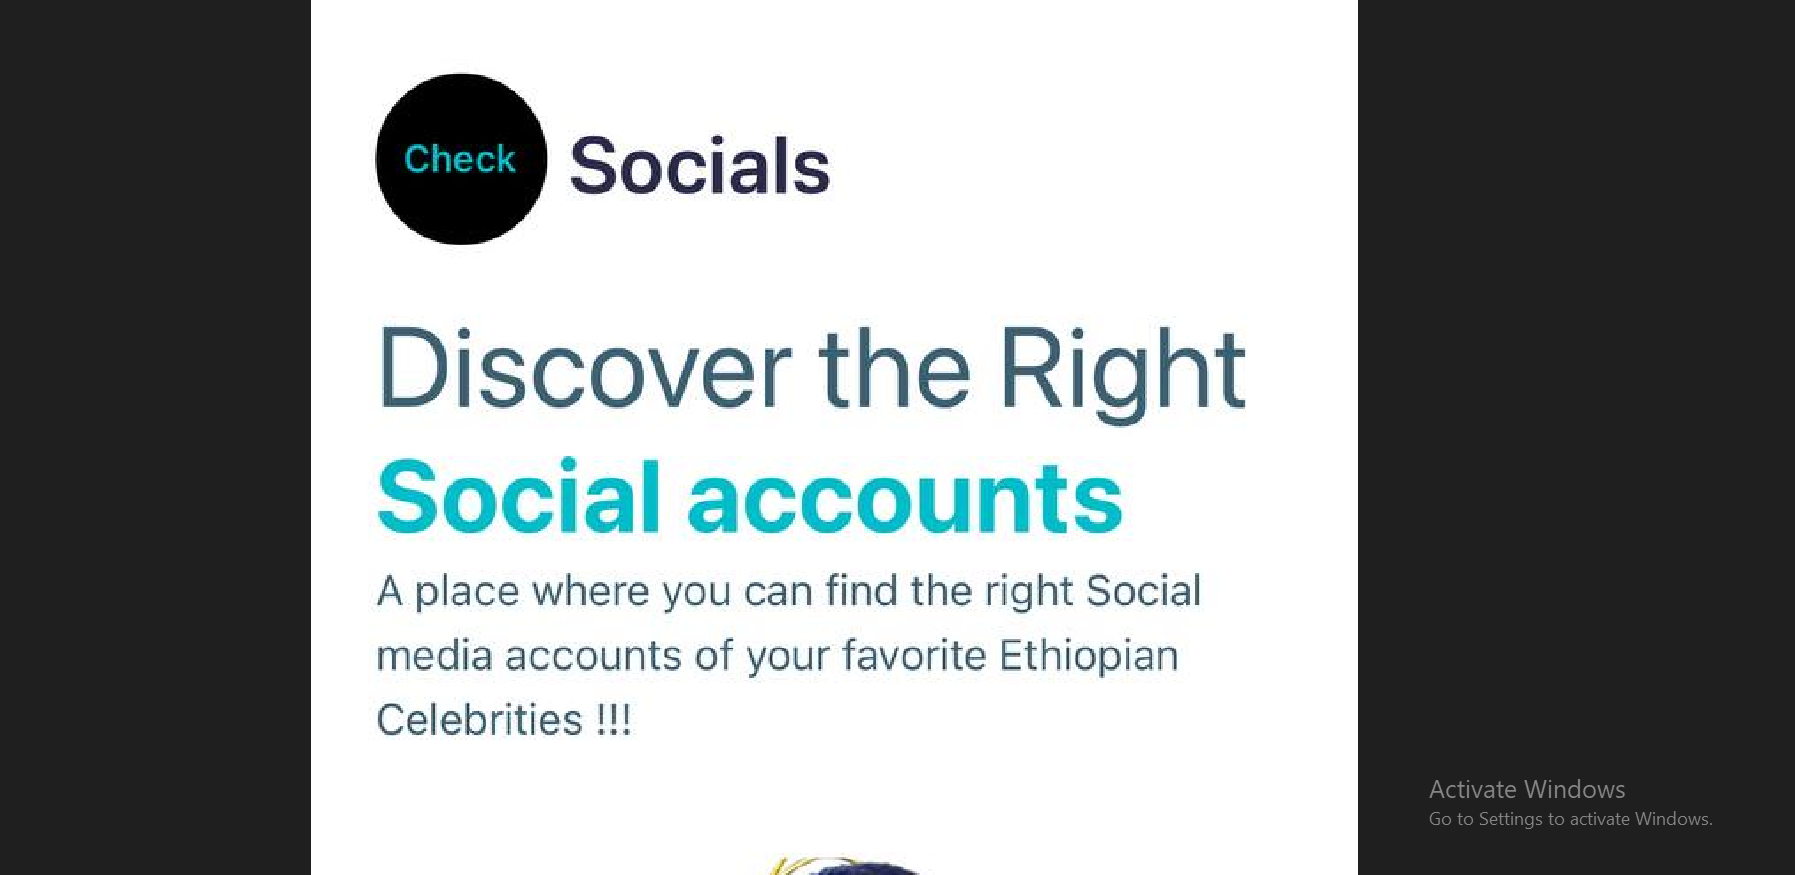 Check
Socials
Discover the Right
Social accounts
A place where you can find the right Social
media accounts of your favorite Ethiopian
Celebrities !!!
Activate Windows
Go to Settings to activate Windows.